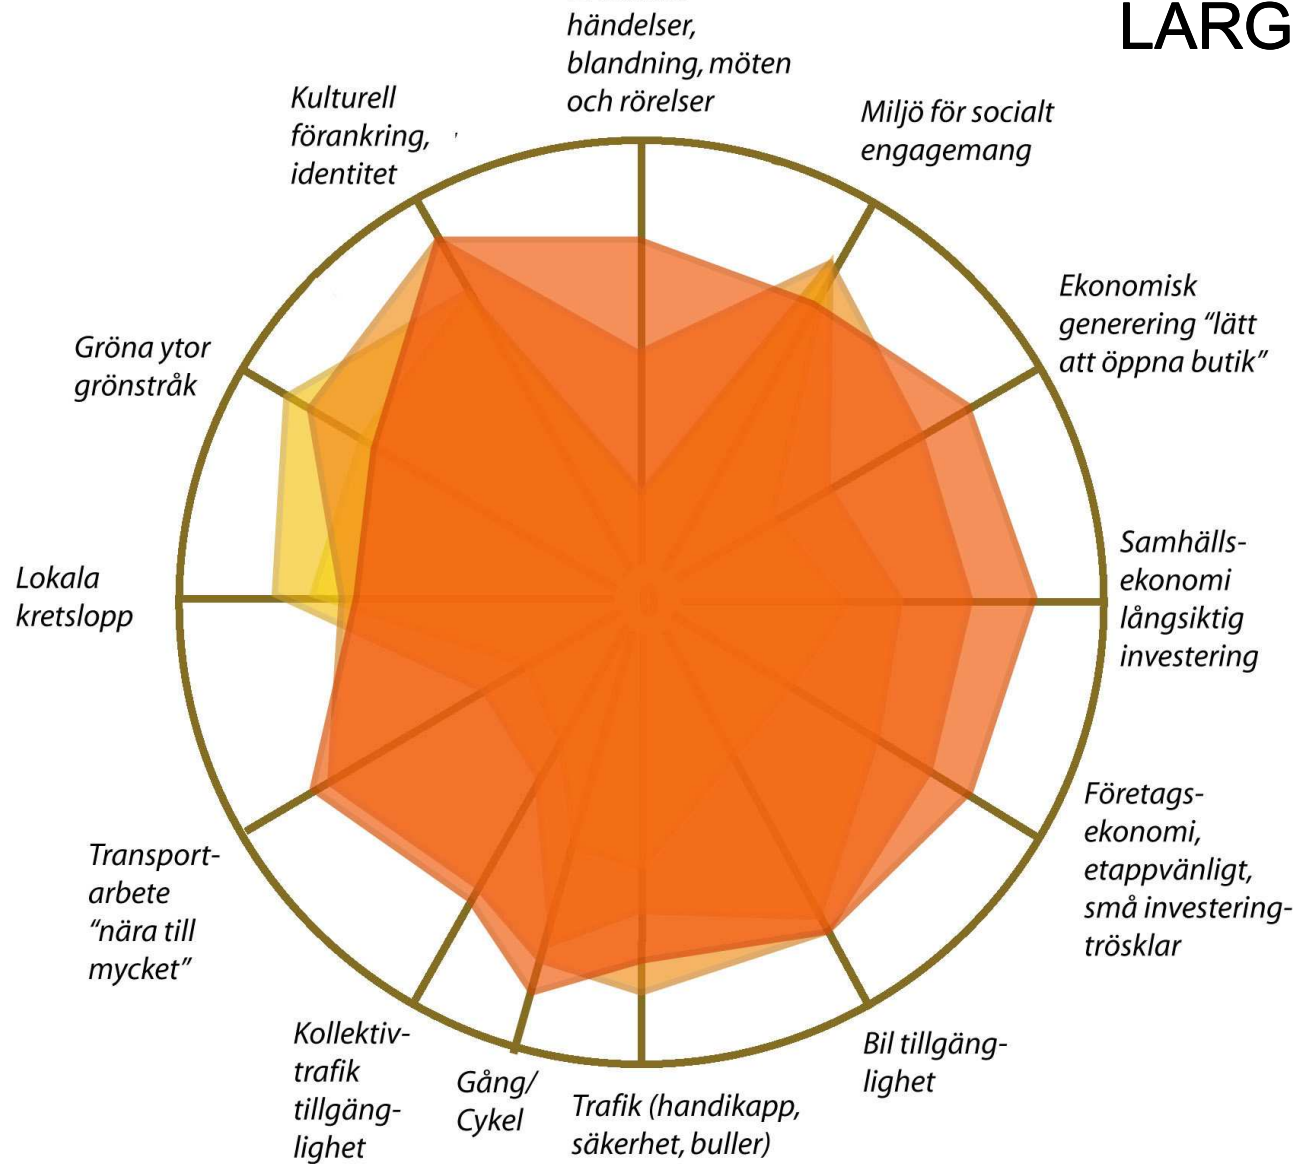 LARG
händelser,
blandning, möten
och rörelser
Kulturell
förankring,
identitet
Miljö för socialt
engagemang
Ekonomisk
generering “lätt
att öppna butik”
Gröna ytor
grönstråk
Samhälls-
ekonomi
långsiktig
investering
Lokala
kretslopp
Företags-
ekonomi,
etappvänligt,
små investering-
trösklar
Transport-
arbete
“nära till
mycket”
Kollektiv-
trafik
tillgäng-
lighet
Gång/
Cykel
Trafik (handikapp,
säkerhet, buller)
Bil tillgäng-
lighet